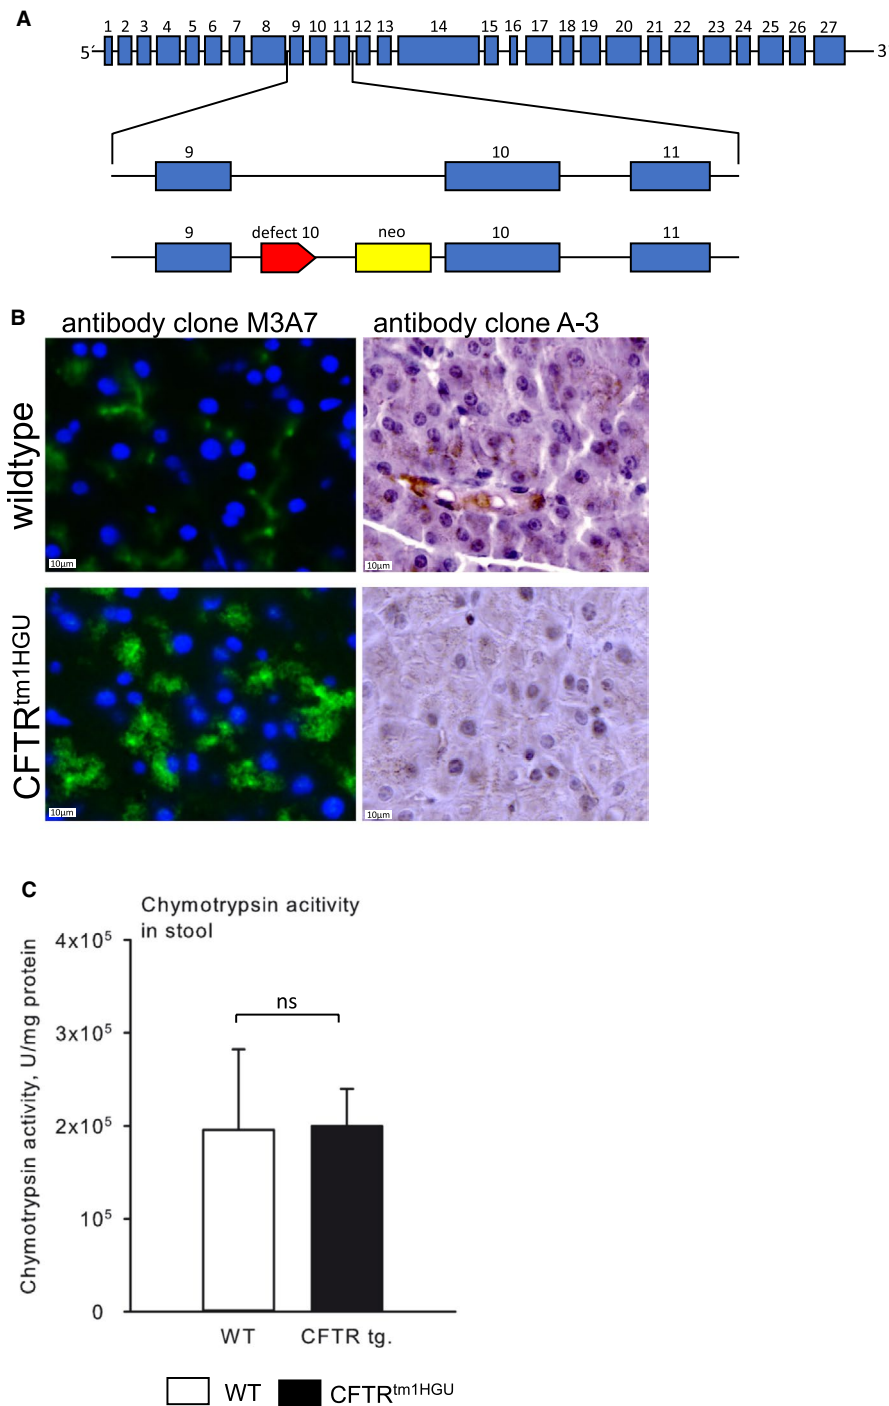 A
1 2 3 4 5 6 7 8 9 10 11 12 13 14 15 16 17 18 19 20 21 22 23 24 25 26 27
5´ 3´
9 10 11
9 defect 10 neo 10 11
B
antibody clone M3A7 antibody clone A-3
wildtype
10µm 10µm
CFTRtm1HGU
10µm 10µm
C
Chymotrypsin acitivity
in stool
Chymotrypsin activity, U/mg protein
4x10⁵
ns
3x10⁵
2x10⁵
10⁵
0
WT CFTR tg.
WT CFTRtm1HGU